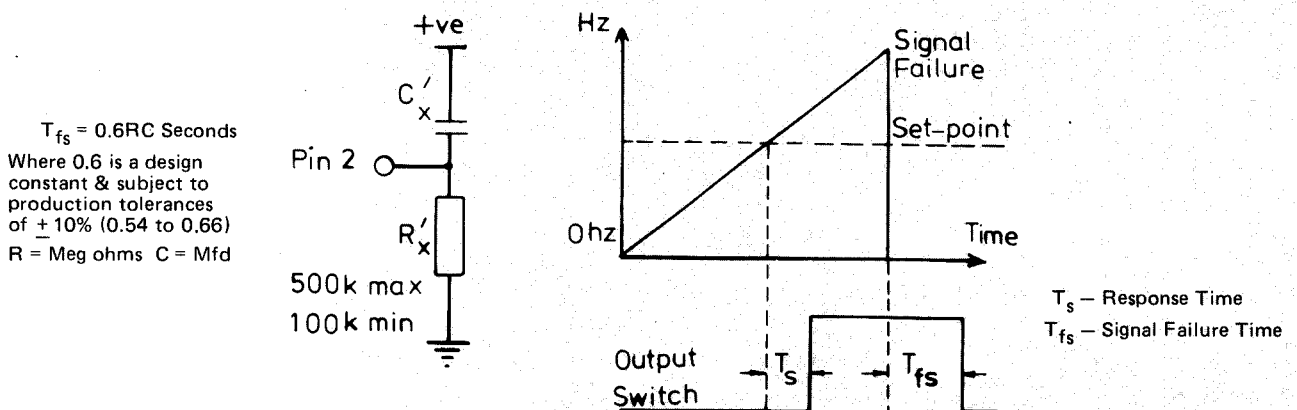 T_fs = 0.6RC Seconds
Where 0.6 is a design
constant & subject to
production tolerances
of ± 10% (0.54 to 0.66)
R = Meg ohms C = Mfd
+ve
C'x
Pin 2
R'x
500k max
100k min
Hz
Signal
Failure
Set-point
0hz
Time
T_s – Response Time
T_fs – Signal Failure Time
Output
Switch
T_s
T_fs